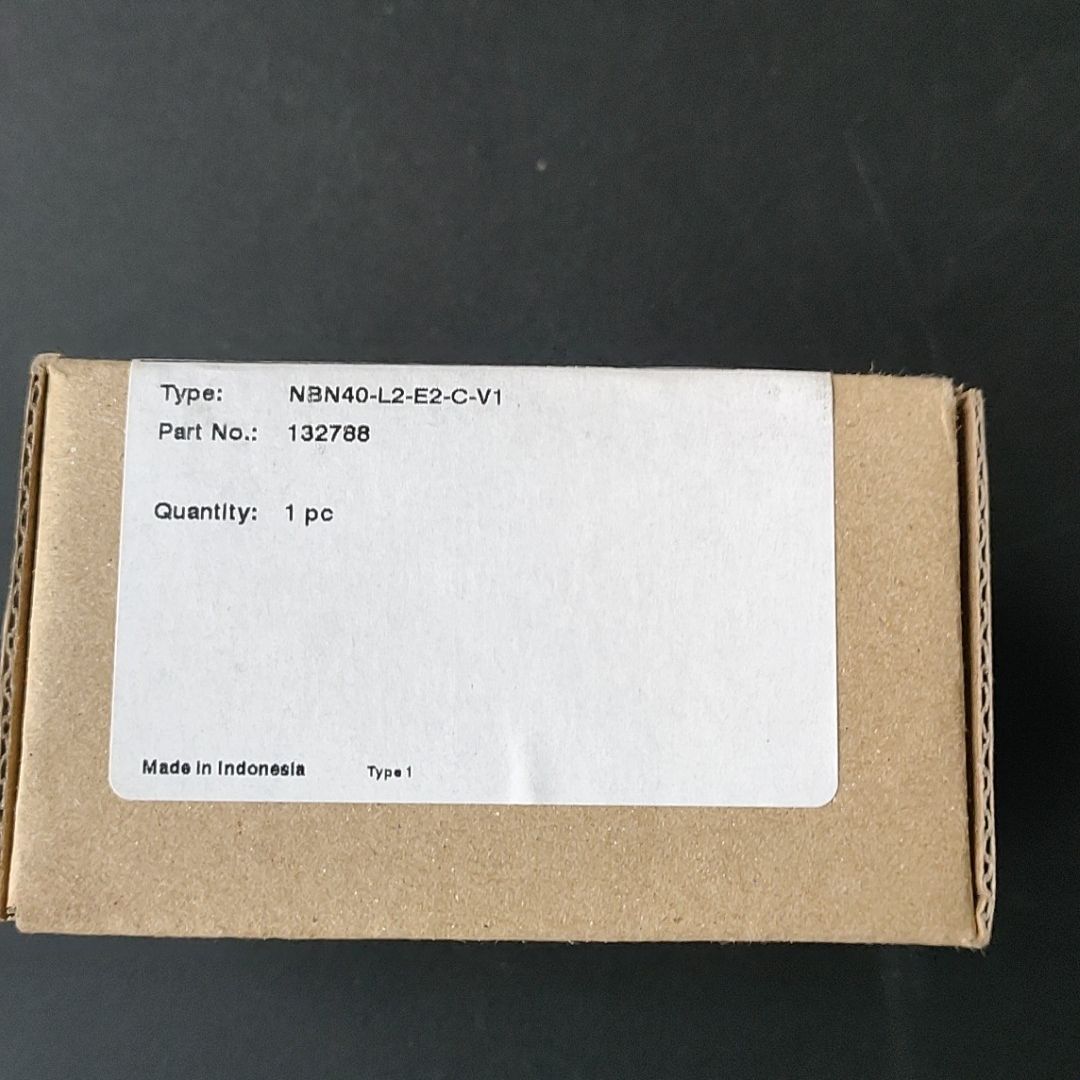 Type: NBN40-L2-E2-C-V1
Part No.: 132788
Quantity: 1 pc
Made in Indonesia Type 1